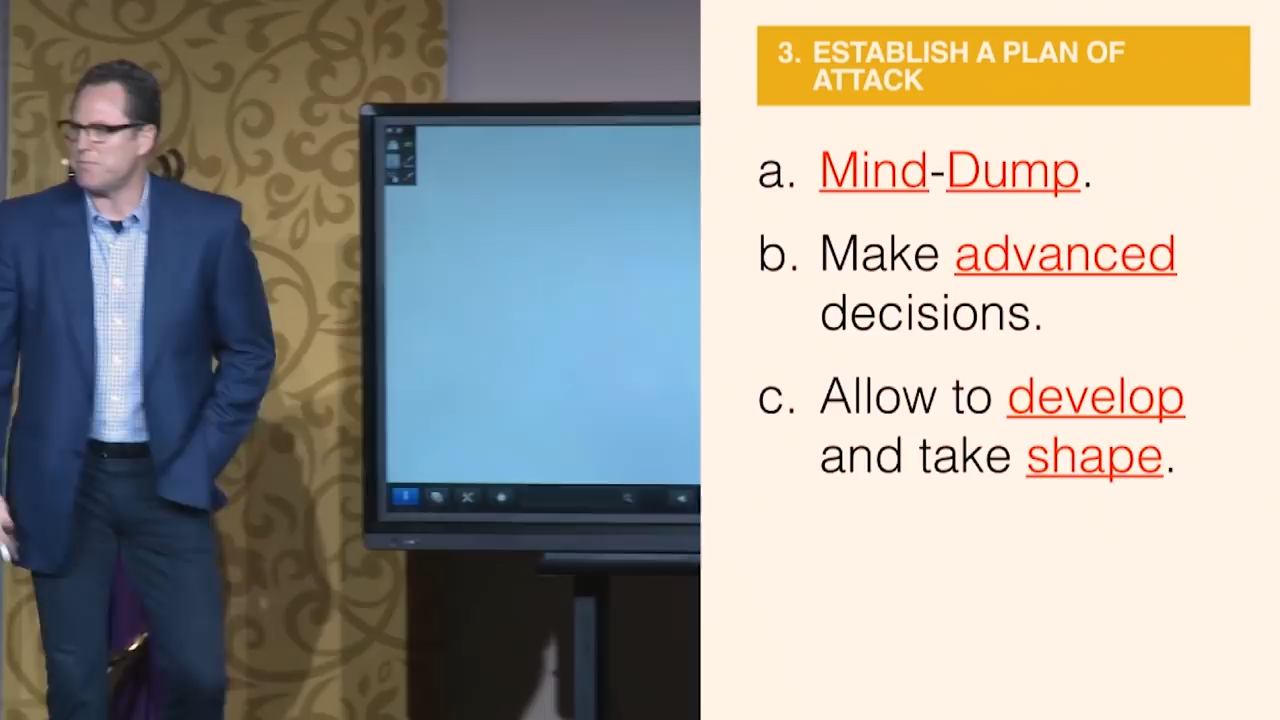 3. ESTABLISH A PLAN OF
ATTACK
a. Mind-Dump.
b. Make advanced
decisions.
c. Allow to develop
and take shape.